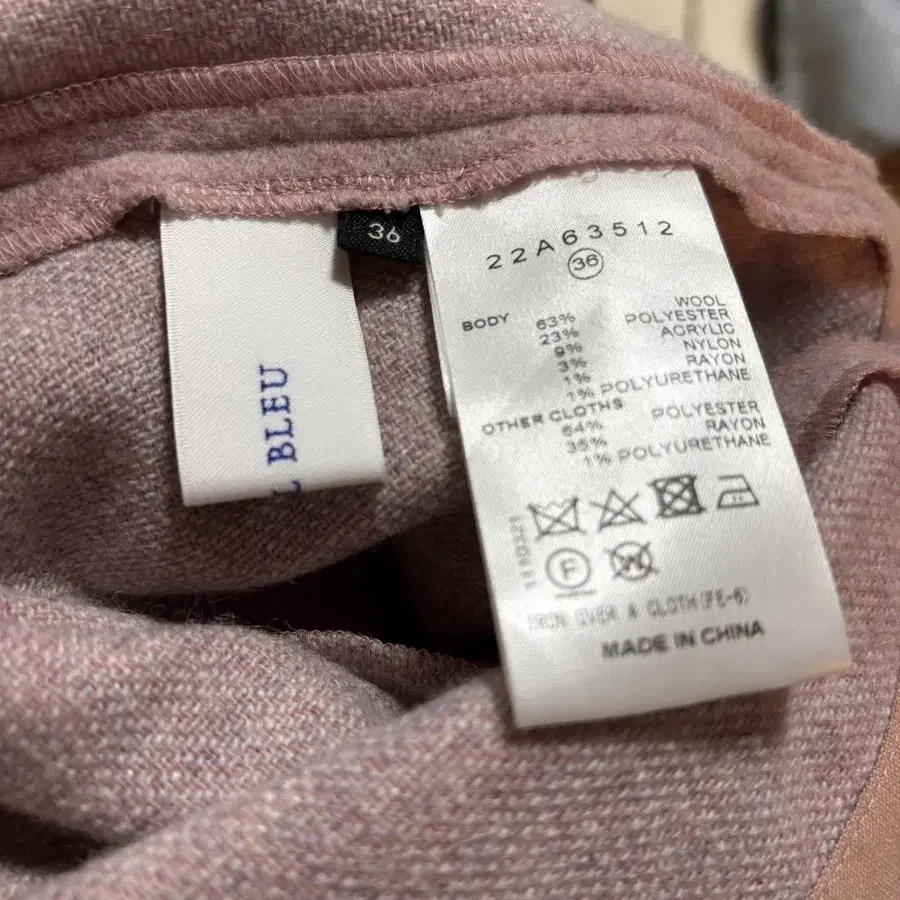 BLEU
36
22A63512
36
BODY 63% WOOL
23% POLYESTER
9% ACRYLIC
3% NYLON
1% RAYON
1% POLYURETHANE
OTHER CLOTHS
64% POLYESTER
35% RAYON
1% POLYURETHANE
F
W
IRON OVER A CLOTH(FE-6)
MADE IN CHINA